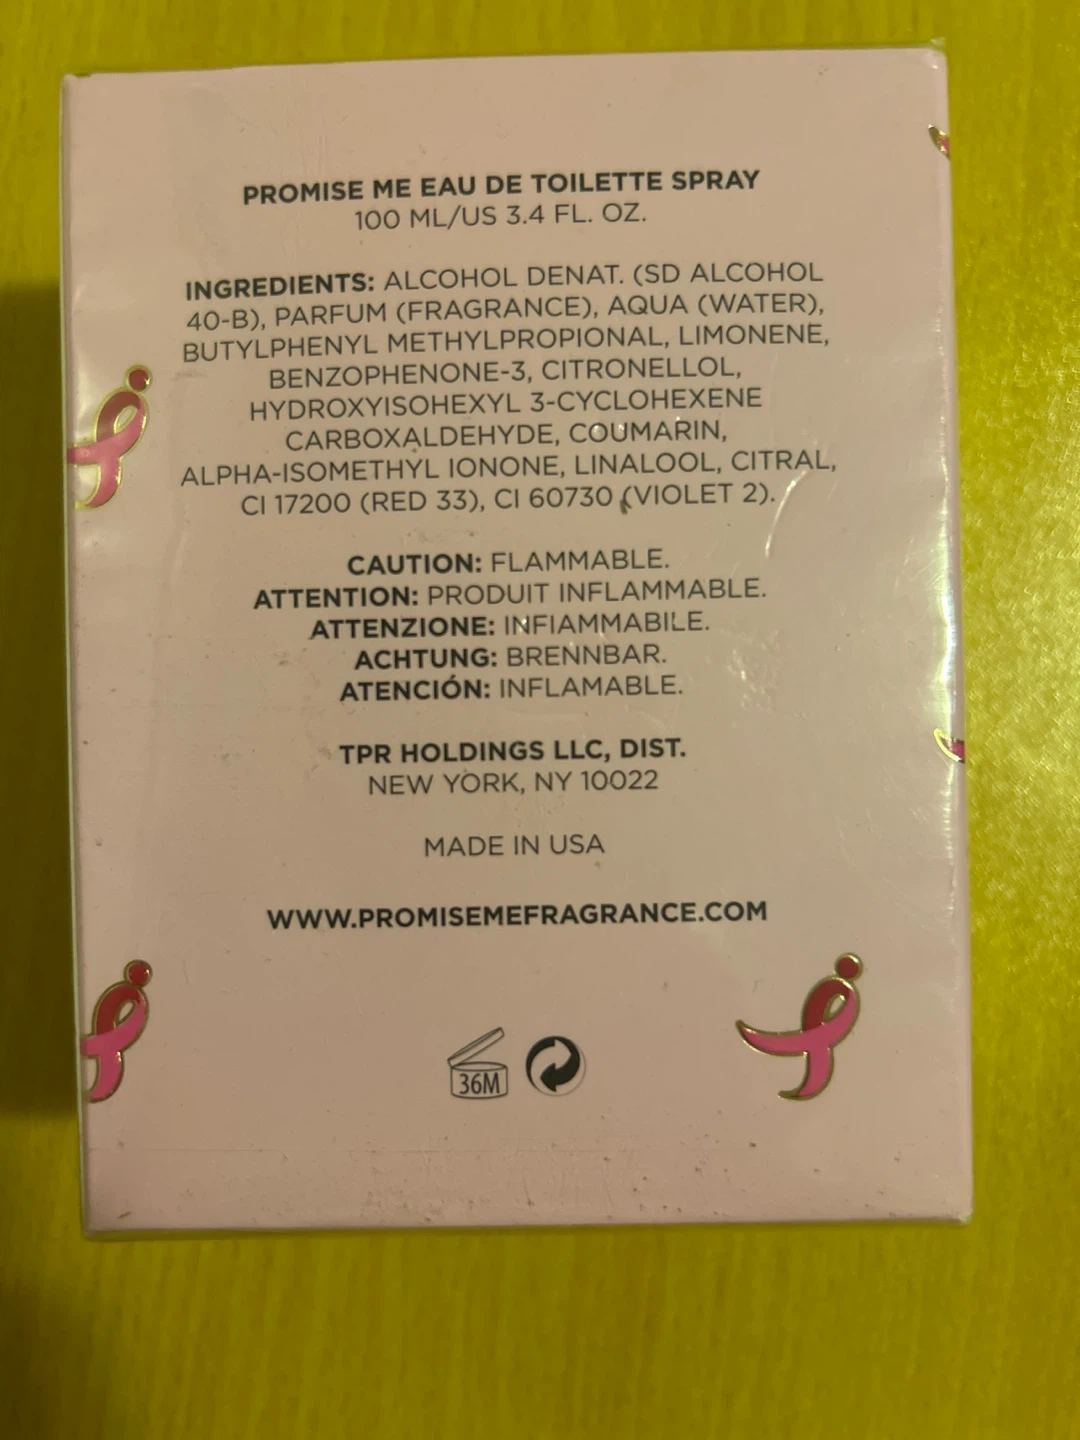 PROMISE ME EAU DE TOILETTE SPRAY
100 ML/US 3.4 FL. OZ.
INGREDIENTS: ALCOHOL DENAT. (SD ALCOHOL
40-B), PARFUM (FRAGRANCE), AQUA (WATER),
BUTYLPHENYL METHYLPROPIONAL, LIMONENE,
BENZOPHENONE-3, CITRONELLOL,
HYDROXYISOHEXYL 3-CYCLOHEXENE
CARBOXALDEHYDE, COUMARIN,
ALPHA-ISOMETHYL IONONE, LINALOOL, CITRAL,
CI 17200 (RED 33), CI 60730 (VIOLET 2).
CAUTION: FLAMMABLE.
ATTENTION: PRODUIT INFLAMMABLE.
ATTENZIONE: INFIAMMABILE.
ACHTUNG: BRENNBAR.
ATENCIÓN: INFLAMABLE.
TPR HOLDINGS LLC, DIST.
NEW YORK, NY 10022
MADE IN USA
WWW.PROMISEMEFRAGRANCE.COM
36M